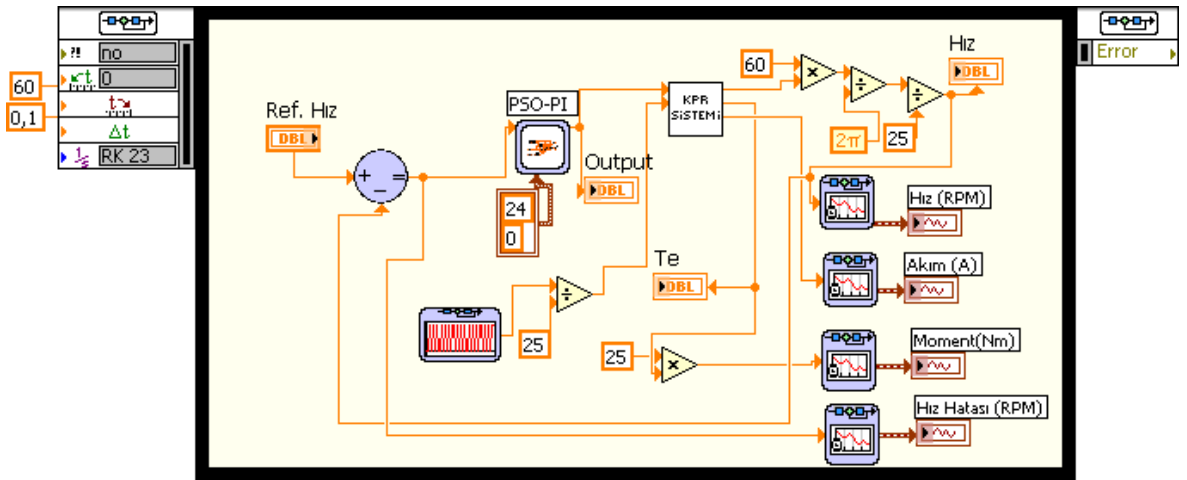 ?! no
0
60
0,1
Δt
RK 23
Error
Hız
DBL
60
2π
25
Ref. Hız
DBL
PSO-PI
KPR
SİSTEMİ
Output
DBL
24
0
Te
DBL
25
25
Hız (RPM)
Akım (A)
Moment(Nm)
Hız Hatası (RPM)